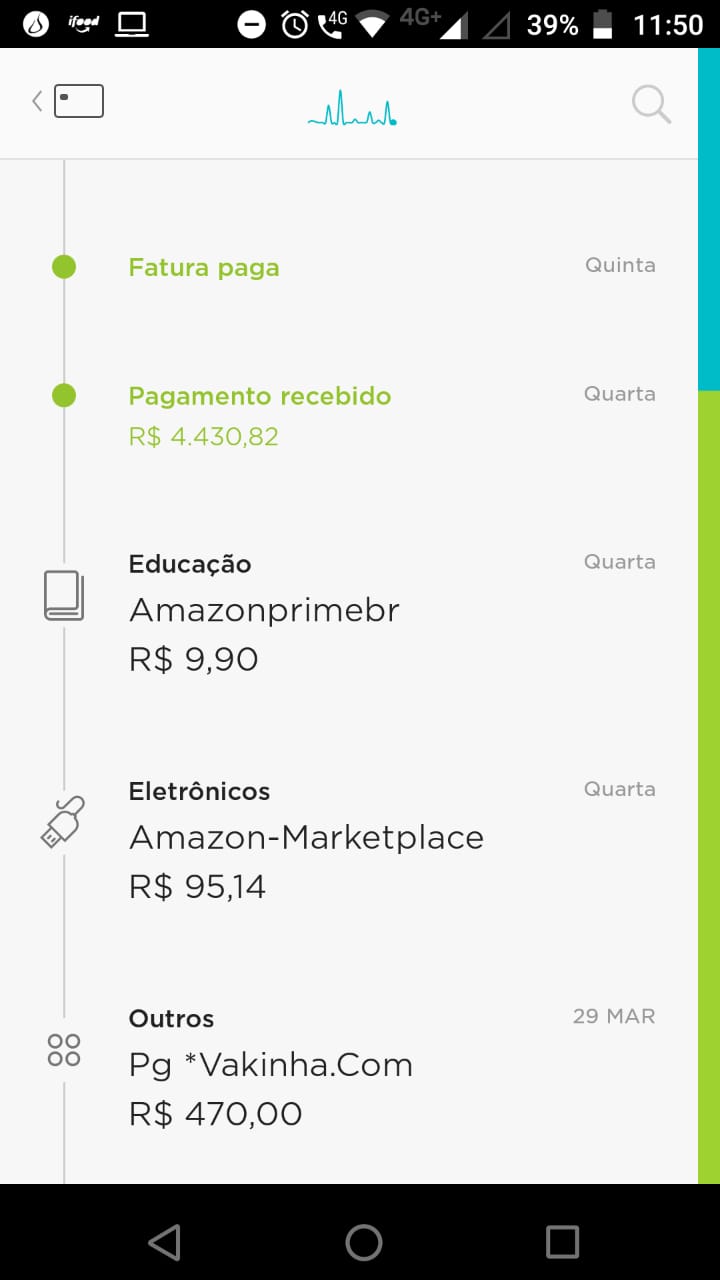 ifood
4G
4G+
39%
11:50
Fatura paga
Quinta
Pagamento recebido
Quarta
R$ 4.430,82
Educação
Quarta
Amazonprimebr
R$ 9,90
Eletrônicos
Quarta
Amazon-Marketplace
R$ 95,14
Outros
29 MAR
Pg *Vakinha.Com
R$ 470,00